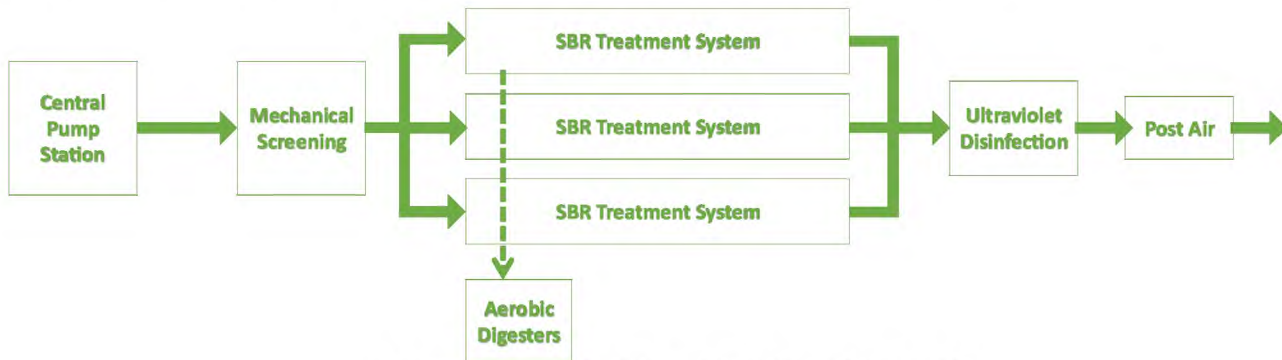 SBR Treatment System
Central
Pump
Station
Mechanical
Screening
SBR Treatment System
Ultraviolet
Disinfection
Post Air
SBR Treatment System
Aerobic
Digesters